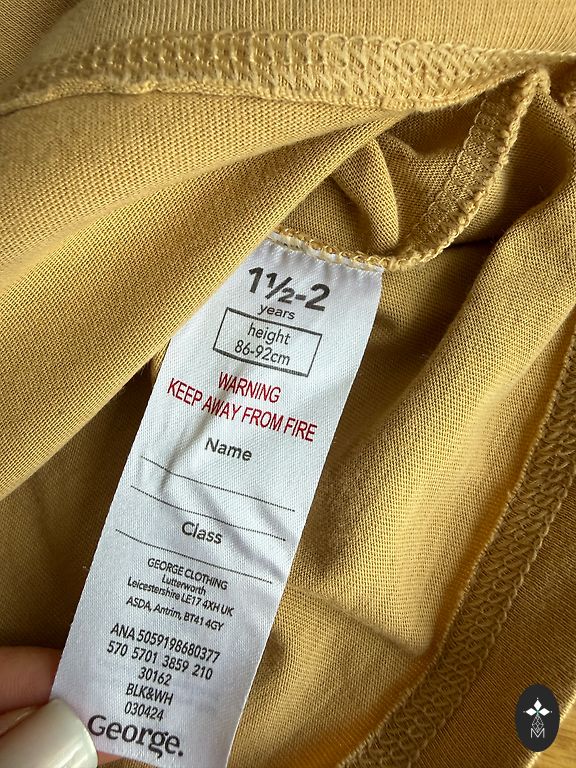 1½-2
years
height
86-92cm
WARNING
KEEP AWAY FROM FIRE
Name
Class
GEORGE CLOTHING
Lutterworth
Leicestershire LE17 4XH UK
ASDA, Antrim, BT41 4GY
ANA 5059198680377
570 5701 3859 210
30162
BLK&WH
030424
George.
M